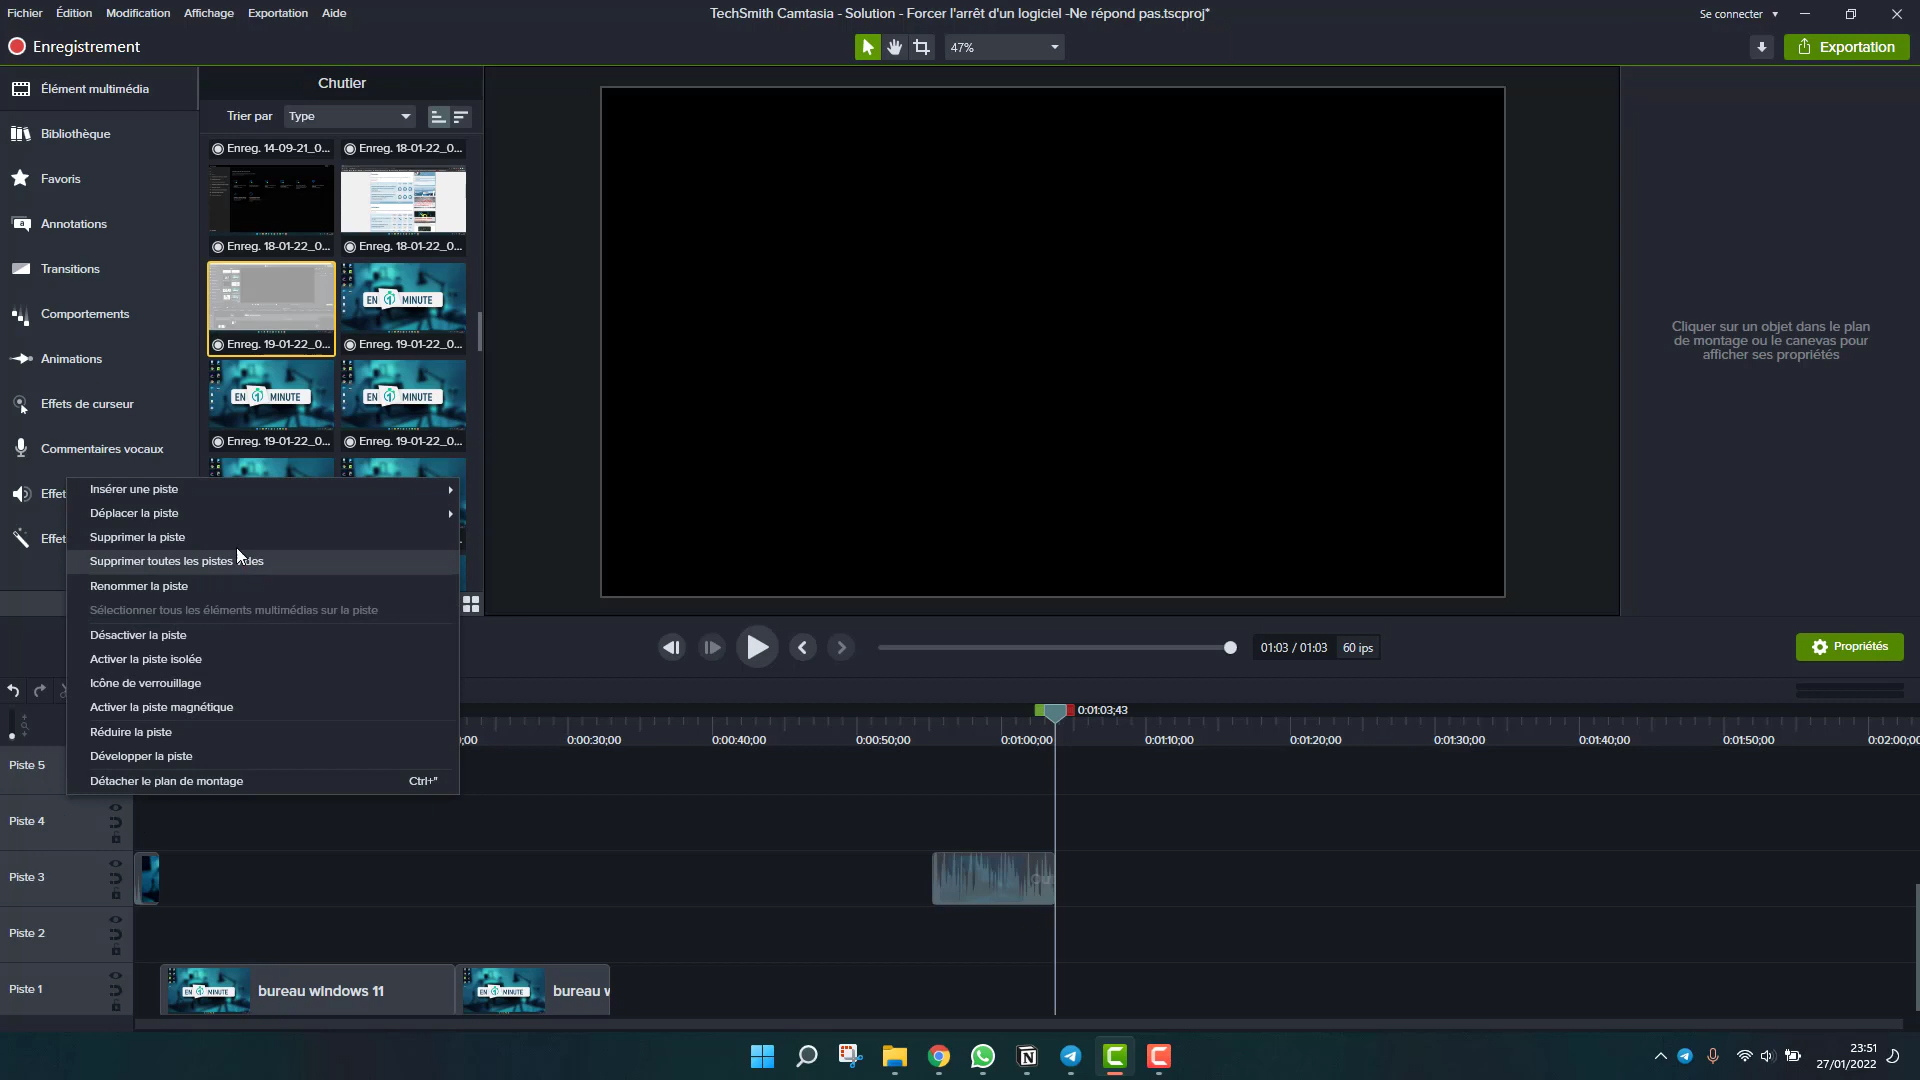 Fichier Édition Modification Affichage Exportation Aide
TechSmith Camtasia - Solution - Forcer l'arrêt d'un logiciel -Ne répond pas.tscproj*
Se connecter
Enregistrement
47%
Exportation
Élément multimédia
Bibliothèque
Favoris
Annotations
Transitions
Comportements
Animations
Effets de curseur
Commentaires vocaux
Effet
Effet
Chutier
Trier par Type
Enreg. 14-09-21_0... Enreg. 18-01-22_0...
Enreg. 18-01-22_0... Enreg. 18-01-22_0...
EN 1 MINUTE
Enreg. 19-01-22_0... Enreg. 19-01-22_0...
EN 1 MINUTE EN 1 MINUTE
Enreg. 19-01-22_0... Enreg. 19-01-22_0...
Insérer une piste
Déplacer la piste
Supprimer la piste
Supprimer toutes les pistes ides
Renommer la piste
Sélectionner tous les éléments multimédias sur la piste
Désactiver la piste
Activer la piste isolée
Icône de verrouillage
Activer la piste magnétique
Réduire la piste
Développer la piste
Détacher le plan de montage Ctrl+"
Cliquer sur un objet dans le plan
de montage ou le canevas pour
afficher ses propriétés
01:03 / 01:03 60 ips
Propriétés
0:01:03;43
;00 0:00:30;00 0:00:40;00 0:00:50;00 0:01:00;00 0:01:10;00 0:01:20;00 0:01:30;00 0:01:40;00 0:01:50;00 0:02:00;00
Piste 5
Piste 4
Piste 3
Piste 2
Piste 1
EN 1 MINUTE bureau windows 11 EN 1 MINUTE bureau w
23:51
27/01/2022